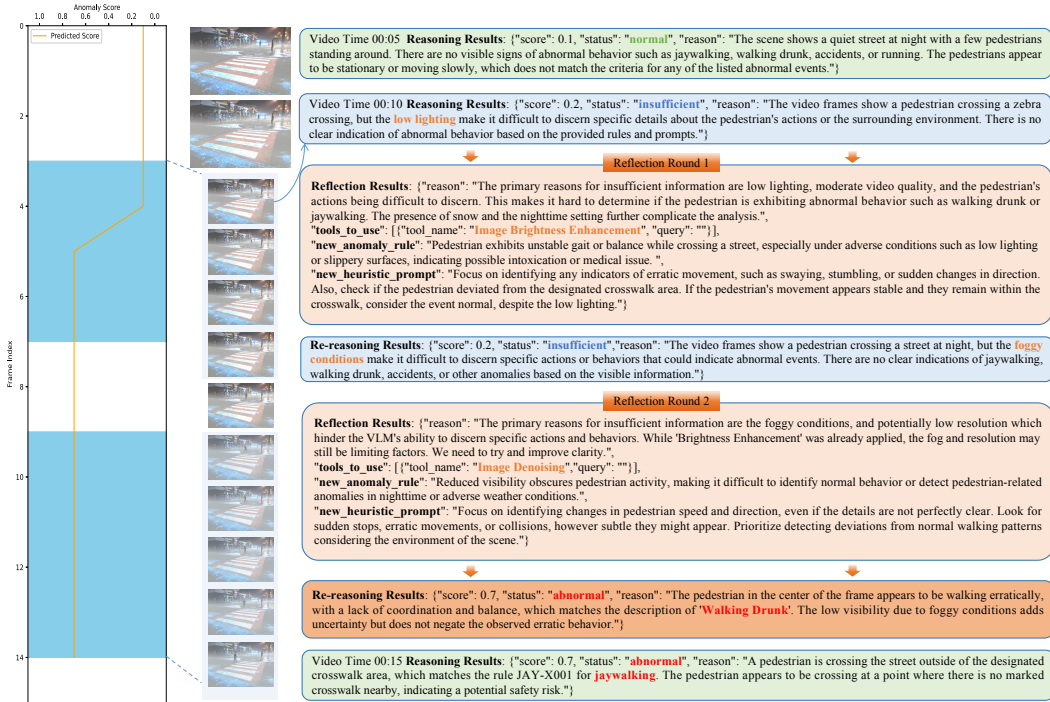 Anomaly Score
1.0 0.8 0.6 0.4 0.2 0.0
Predicted Score
Frame Index
0
2
4
6
8
10
12
14
Video Time 00:05 Reasoning Results: {"score": 0.1, "status": "normal", "reason": "The scene shows a quiet street at night with a few pedestrians
standing around. There are no visible signs of abnormal behavior such as jaywalking, walking drunk, accidents, or running. The pedestrians
appear to be stationary or moving slowly, which does not match the criteria for any of the listed abnormal events."}
Video Time 00:10 Reasoning Results: {"score": 0.2, "status": "insufficient", "reason": "The video frames show a pedestrian crossing a zebra
crossing, but the low lighting make it difficult to discern specific details about the pedestrian's actions or the surrounding environment. There is no
clear indication of abnormal behavior based on the provided rules and prompts."}
Reflection Round 1
Reflection Results: {"reason": "The primary reasons for insufficient information are low lighting, moderate video quality, and the pedestrian's
actions being difficult to discern. This makes it hard to determine if the pedestrian is exhibiting abnormal behavior such as walking drunk or
jaywalking. The presence of snow and the nighttime setting further complicate the analysis.",
"tools_to_use": [{"tool_name": "Image Brightness Enhancement", "query": ""}],
"new_anomaly_rule": "Pedestrian exhibits unstable gait or balance while crossing a street, especially under adverse conditions such as low lighting
or slippery surfaces, indicating possible intoxication or medical issue. ",
"new_heuristic_prompt": "Focus on identifying any indicators of erratic movement, such as swaying, stumbling, or sudden changes in direction.
Also, check if the pedestrian deviated from the designated crosswalk area. If the pedestrian's movement appears stable and they remain within the
crosswalk, consider the event normal, despite the low lighting."}
Re-reasoning Results: {"score": 0.2, "status": "insufficient","reason": "The video frames show a pedestrian crossing a street at night, but the foggy
conditions make it difficult to discern specific actions or behaviors that could indicate abnormal events. There are no clear indications of jaywalking,
walking drunk, accidents, or other anomalies based on the visible information."}
Reflection Round 2
Reflection Results: {"reason": "The primary reasons for insufficient information are the foggy conditions, and potentially low resolution which
hinder the VLM's ability to discern specific actions and behaviors. While 'Brightness Enhancement' was already applied, the fog and resolution may
still be limiting factors. We need to try and improve clarity.",
"tools_to_use": [{"tool_name": "Image Denoising","query": ""}],
"new_anomaly_rule": "Reduced visibility obscures pedestrian activity, making it difficult to identify normal behavior or detect pedestrian-related
anomalies in nighttime or adverse weather conditions.",
"new_heuristic_prompt": "Focus on identifying changes in pedestrian speed and direction, even if the details are not perfectly clear. Look for
sudden stops, erratic movements, or collisions, however subtle they might appear. Prioritize detecting deviations from normal walking patterns
considering the environment of the scene."}
Re-reasoning Results: {"score": 0.7, "status": "abnormal", "reason": "The pedestrian in the center of the frame appears to be walking erratically,
with a lack of coordination and balance, which matches the description of 'Walking Drunk'. The low visibility due to foggy conditions adds
uncertainty but does not negate the observed erratic behavior."}
Video Time 00:15 Reasoning Results: {"score": 0.7, "status": "abnormal", "reason": "A pedestrian is crossing the street outside of the designated
crosswalk area, which matches the rule JAY-X001 for jaywalking. The pedestrian appears to be crossing at a point where there is no marked
crosswalk nearby, indicating a potential safety risk."}